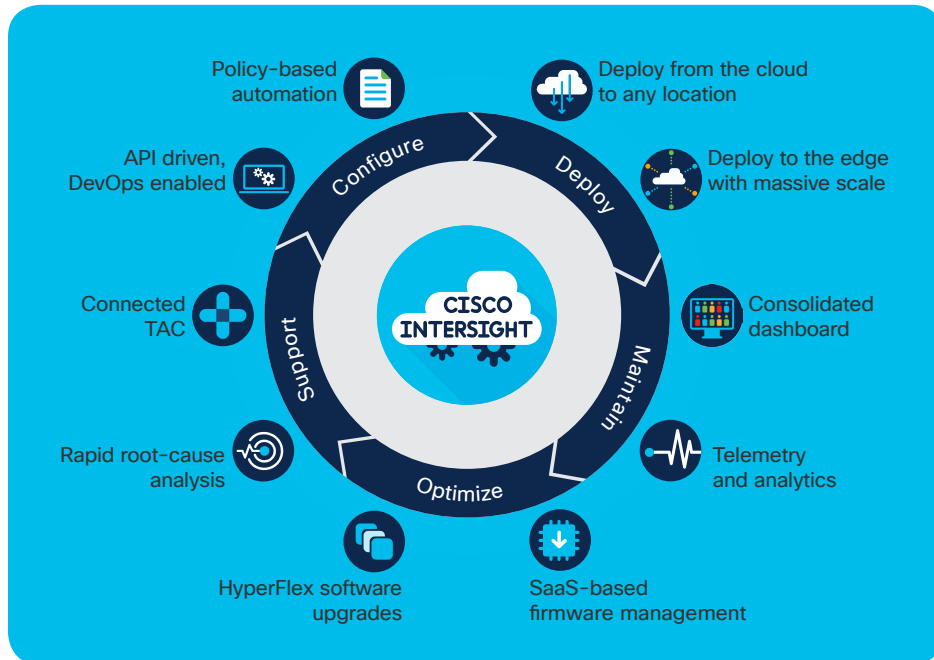 Policy-based
automation
Deploy from the cloud
to any location
API driven,
DevOps enabled
Configure
Deploy
Deploy to the edge
with massive scale
Connected
TAC
CISCO
INTERSIGHT
Consolidated
dashboard
Support
Maintain
Rapid root-cause
analysis
Optimize
Telemetry
and analytics
HyperFlex software
upgrades
SaaS-based
firmware management